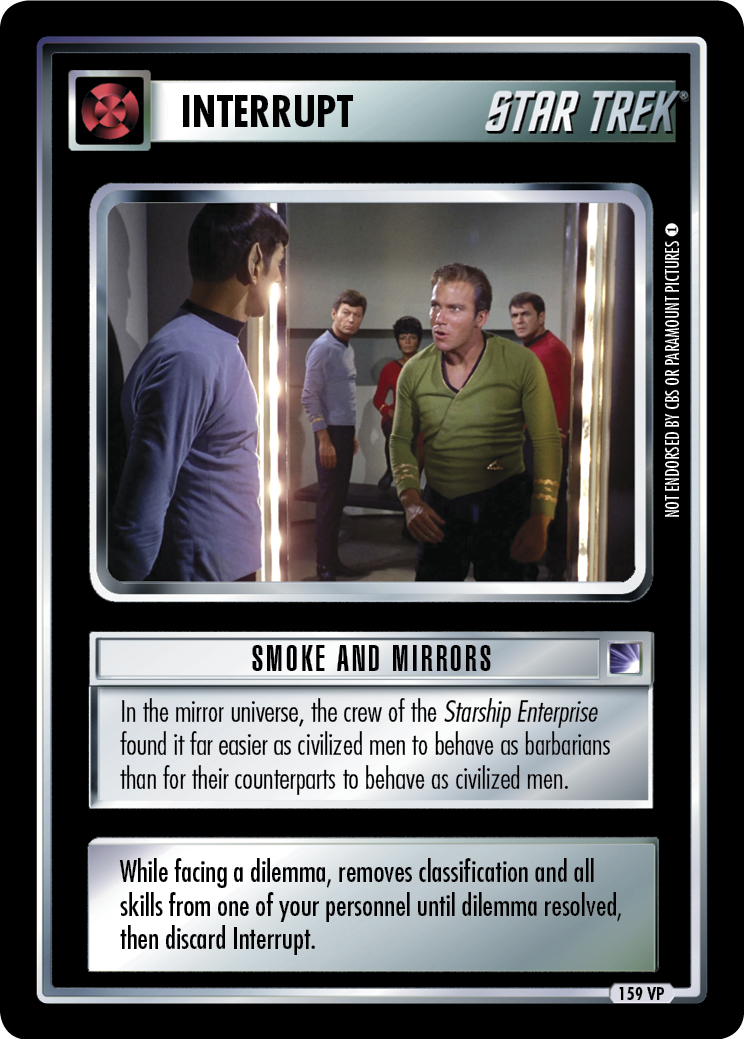 INTERRUPT
STAR TREK®
NOT ENDORSED BY CBS OR PARAMOUNT PICTURES 1
SMOKE AND MIRRORS
In the mirror universe, the crew of the Starship Enterprise
found it far easier as civilized men to behave as barbarians
than for their counterparts to behave as civilized men.
While facing a dilemma, removes classification and all
skills from one of your personnel until dilemma resolved,
then discard Interrupt.
159 VP